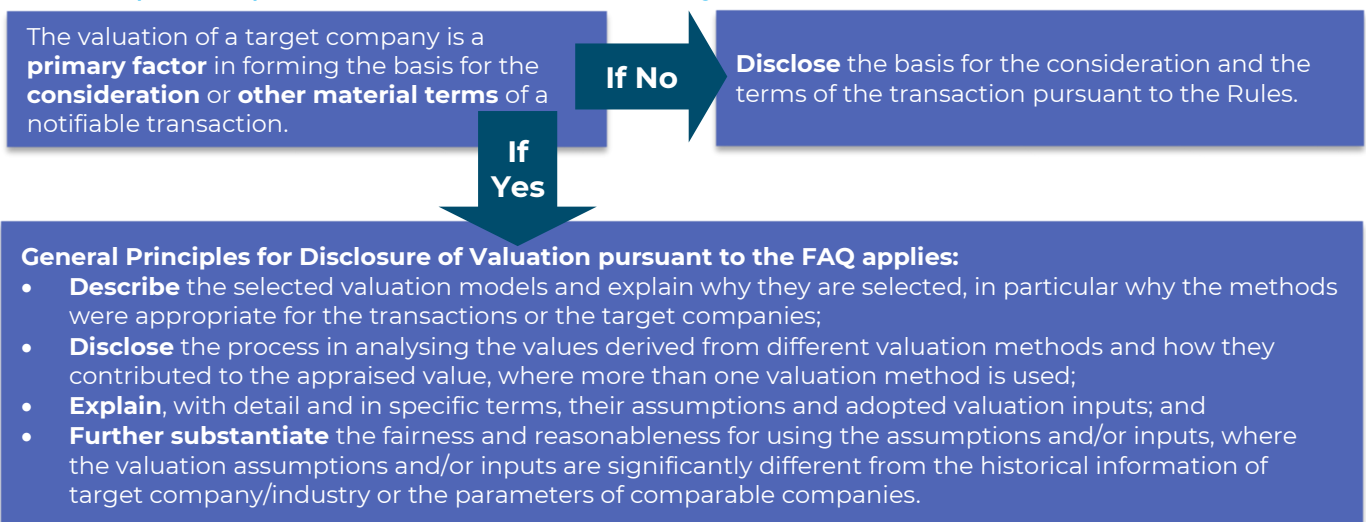 The valuation of a target company is a
primary factor in forming the basis for the
consideration or other material terms of a
notifiable transaction.
If No
Disclose the basis for the consideration and the
terms of the transaction pursuant to the Rules.
If
Yes
General Principles for Disclosure of Valuation pursuant to the FAQ applies:
• Describe the selected valuation models and explain why they are selected, in particular why the methods
were appropriate for the transactions or the target companies;
• Disclose the process in analysing the values derived from different valuation methods and how they
contributed to the appraised value, where more than one valuation method is used;
• Explain, with detail and in specific terms, their assumptions and adopted valuation inputs; and
• Further substantiate the fairness and reasonableness for using the assumptions and/or inputs, where
the valuation assumptions and/or inputs are significantly different from the historical information of
target company/industry or the parameters of comparable companies.